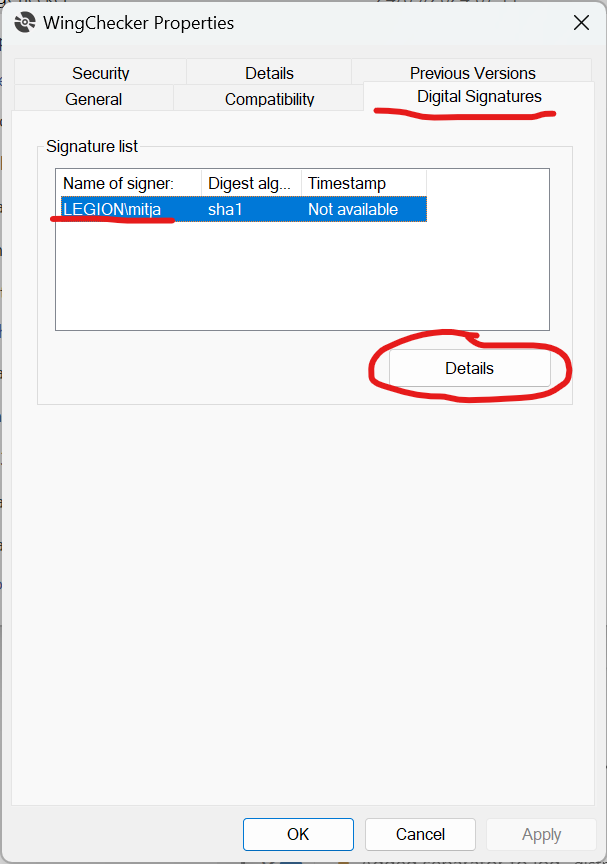 WingChecker Properties
Security Details Previous Versions
General Compatibility Digital Signatures
Signature list
Name of signer: Digest alg... Timestamp
LEGION\mitja sha1 Not available
Details
OK Cancel Apply